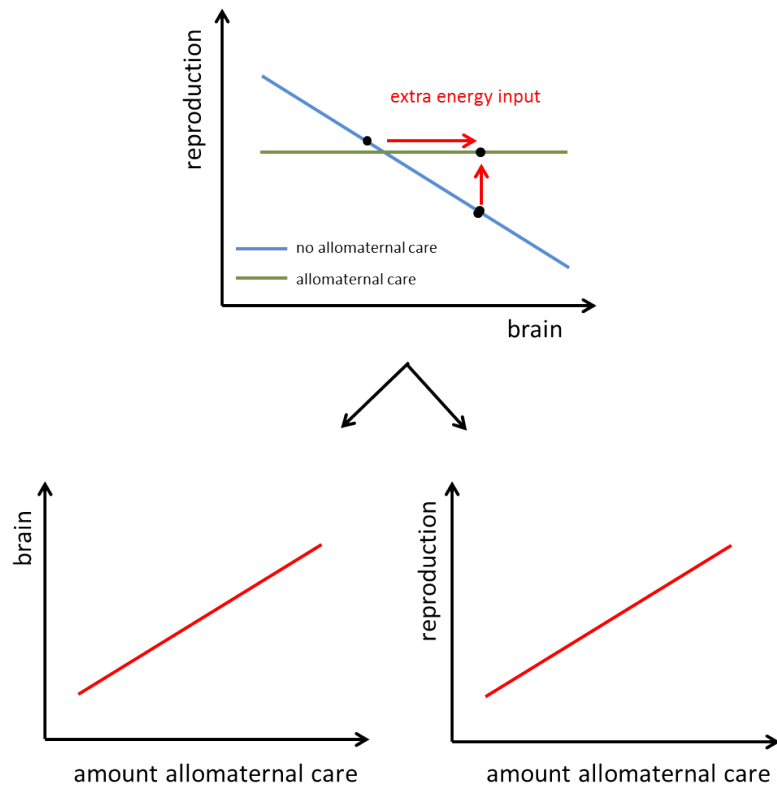 reproduction
extra energy input
no allomaternal care
allomaternal care
brain
brain
amount allomaternal care
reproduction
amount allomaternal care